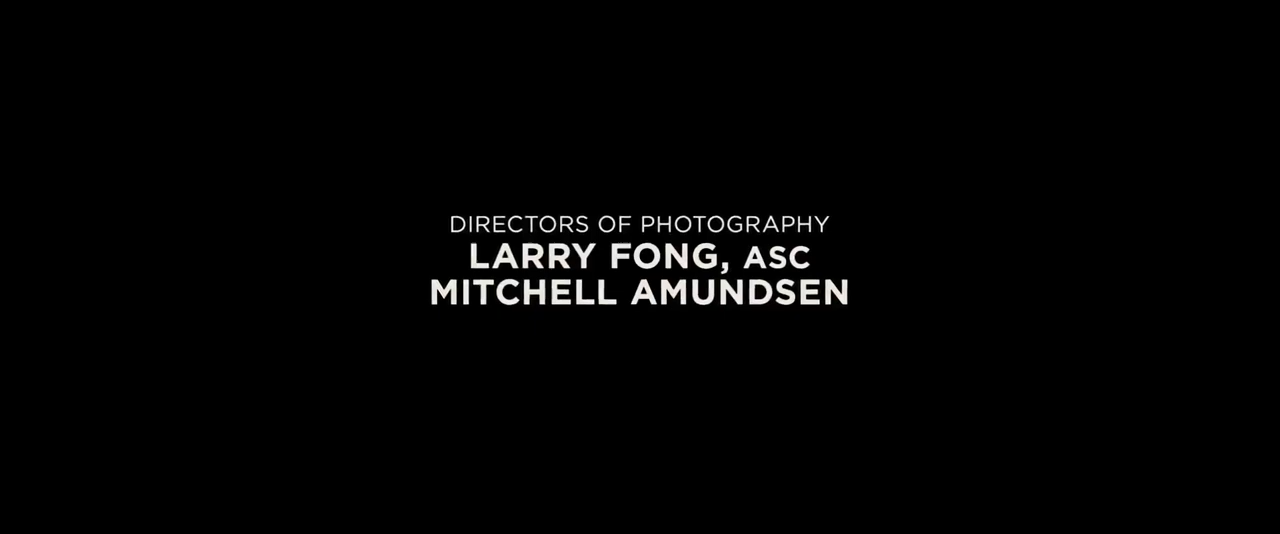 DIRECTORS OF PHOTOGRAPHY
LARRY FONG, ASC
MITCHELL AMUNDSEN